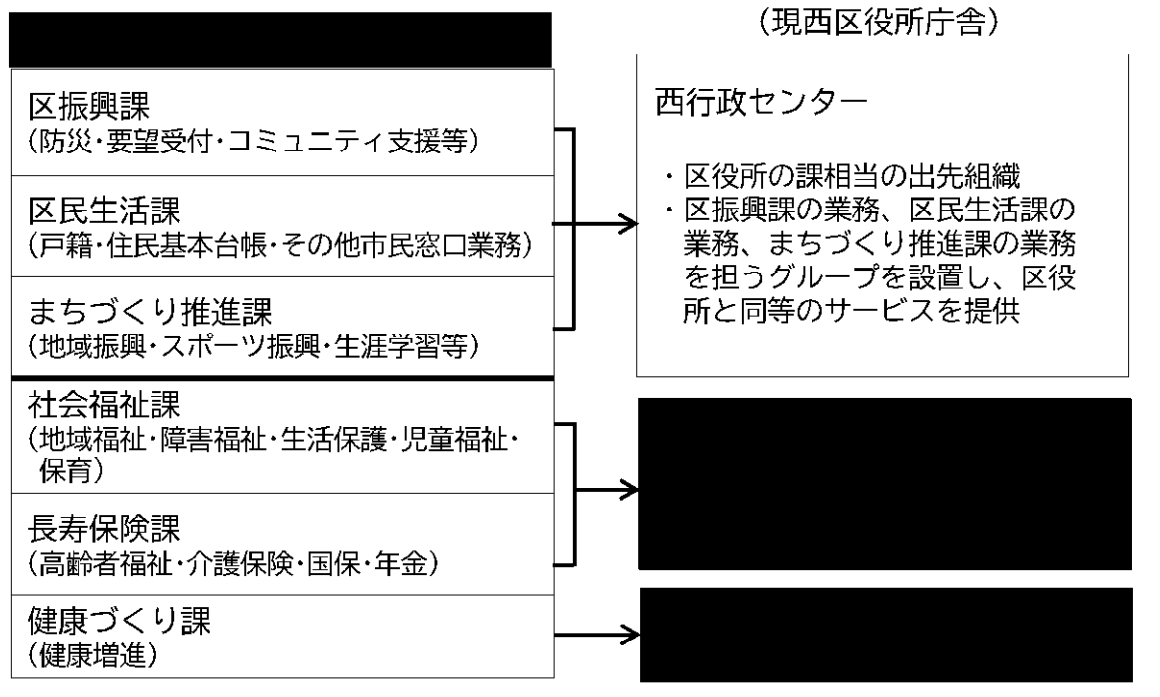 区振興課
(防災・要望受付・コミュニティ支援等)
区民生活課
(戸籍・住民基本台帳・その他市民窓口業務)
まちづくり推進課
(地域振興・スポーツ振興・生涯学習等)
社会福祉課
(地域福祉・障害福祉・生活保護・児童福祉・
保育)
長寿保険課
(高齢者福祉・介護保険・国保・年金)
健康づくり課
(健康増進)
(現西区役所庁舎)
西行政センター
・区役所の課相当の出先組織
・区振興課の業務、区民生活課の
業務、まちづくり推進課の業務
を担うグループを設置し、区役
所と同等のサービスを提供